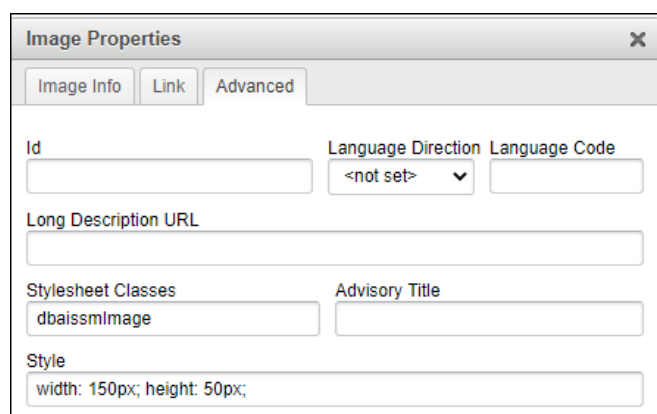 Image Properties
Image Info Link Advanced
Id Language Direction Language Code
<not set>
Long Description URL
Stylesheet Classes Advisory Title
dbaissmImage
Style
width: 150px; height: 50px;